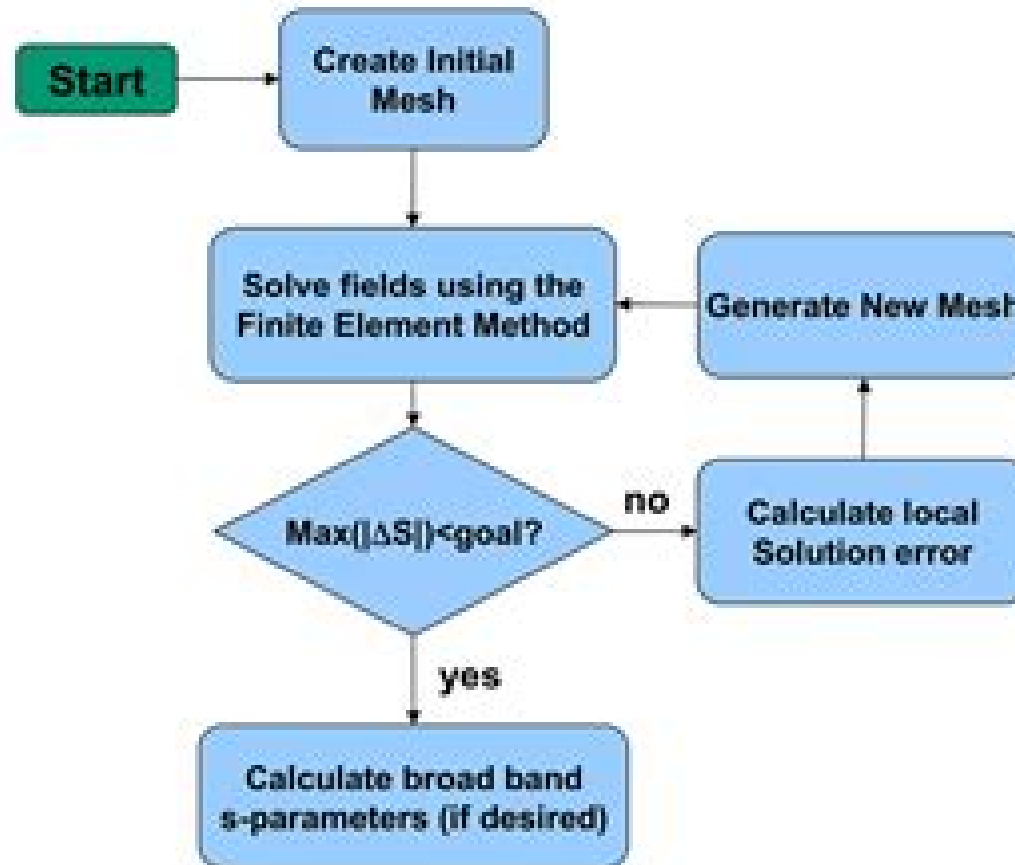 Start
Create Initial
Mesh
Solve fields using the
Finite Element Method
Generate New Mesh
Max(|ΔS|)<goal?
no
Calculate local
Solution error
yes
Calculate broad band
s-parameters (if desired)